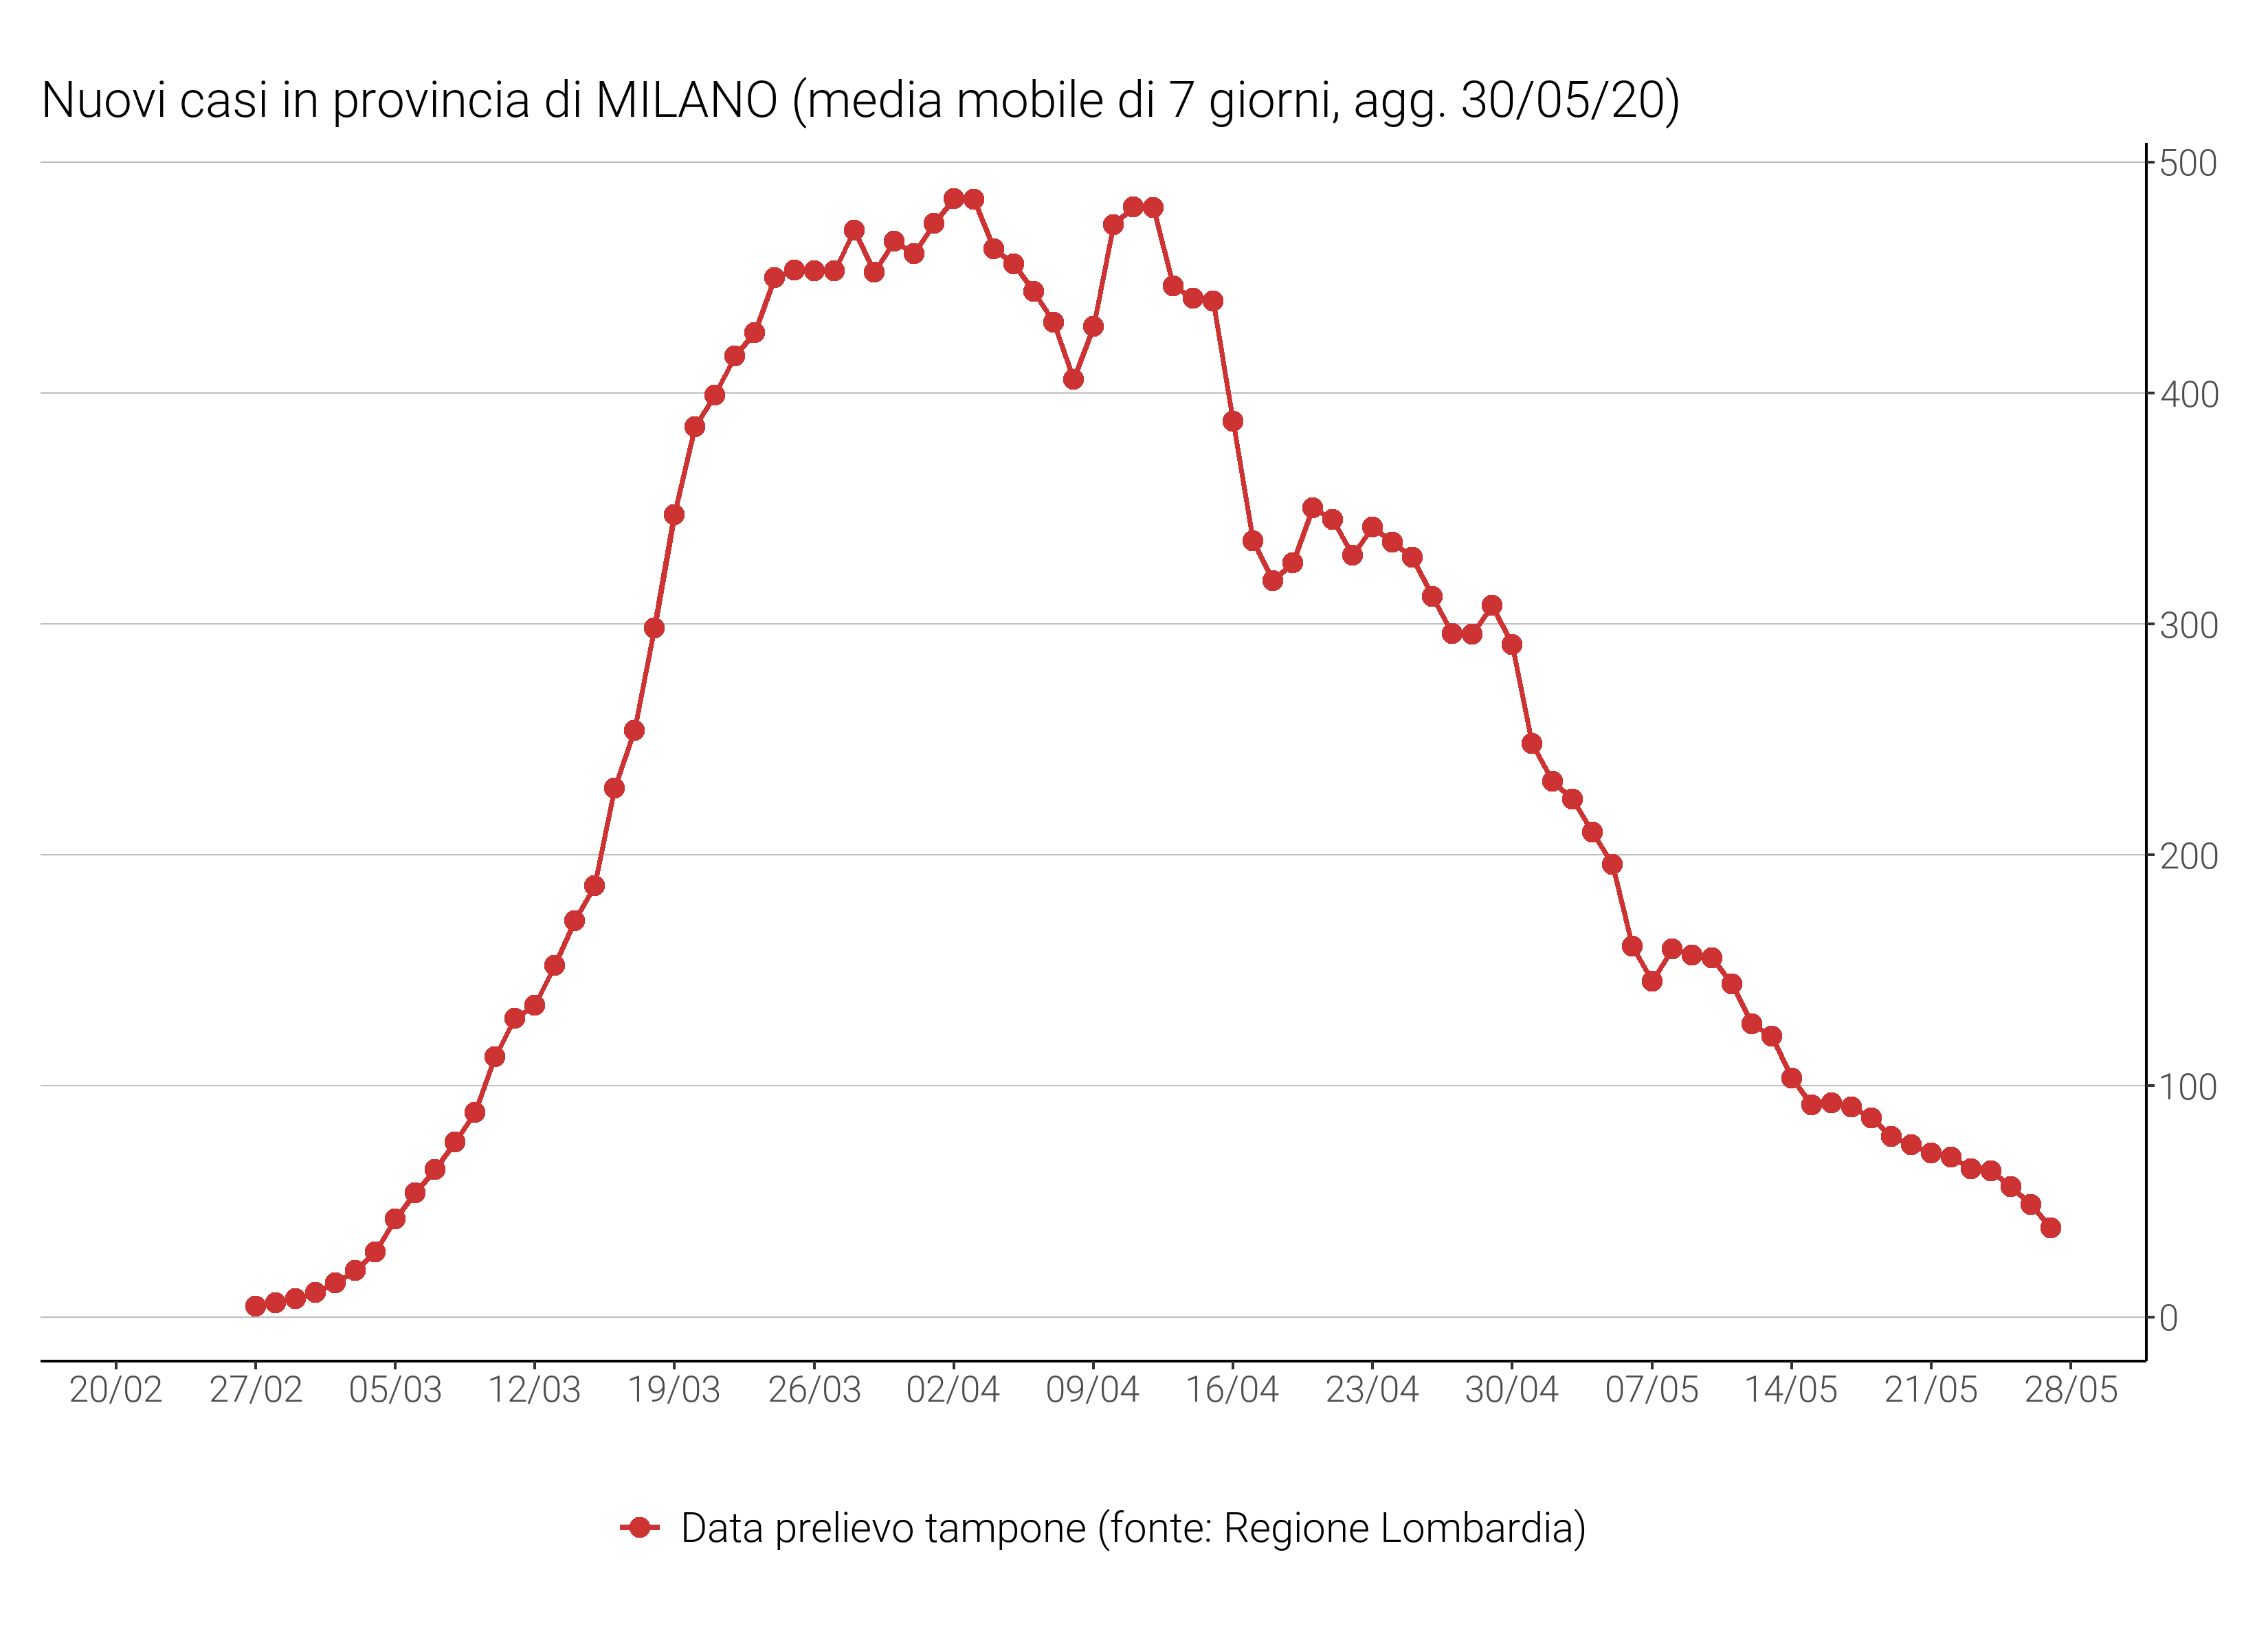 Nuovi casi in provincia di MILANO (media mobile di 7 giorni, agg. 30/05/20)
500
400
300
200
100
0
20/02 27/02 05/03 12/03 19/03 26/03 02/04 09/04 16/04 23/04 30/04 07/05 14/05 21/05 28/05
Data prelievo tampone (fonte: Regione Lombardia)